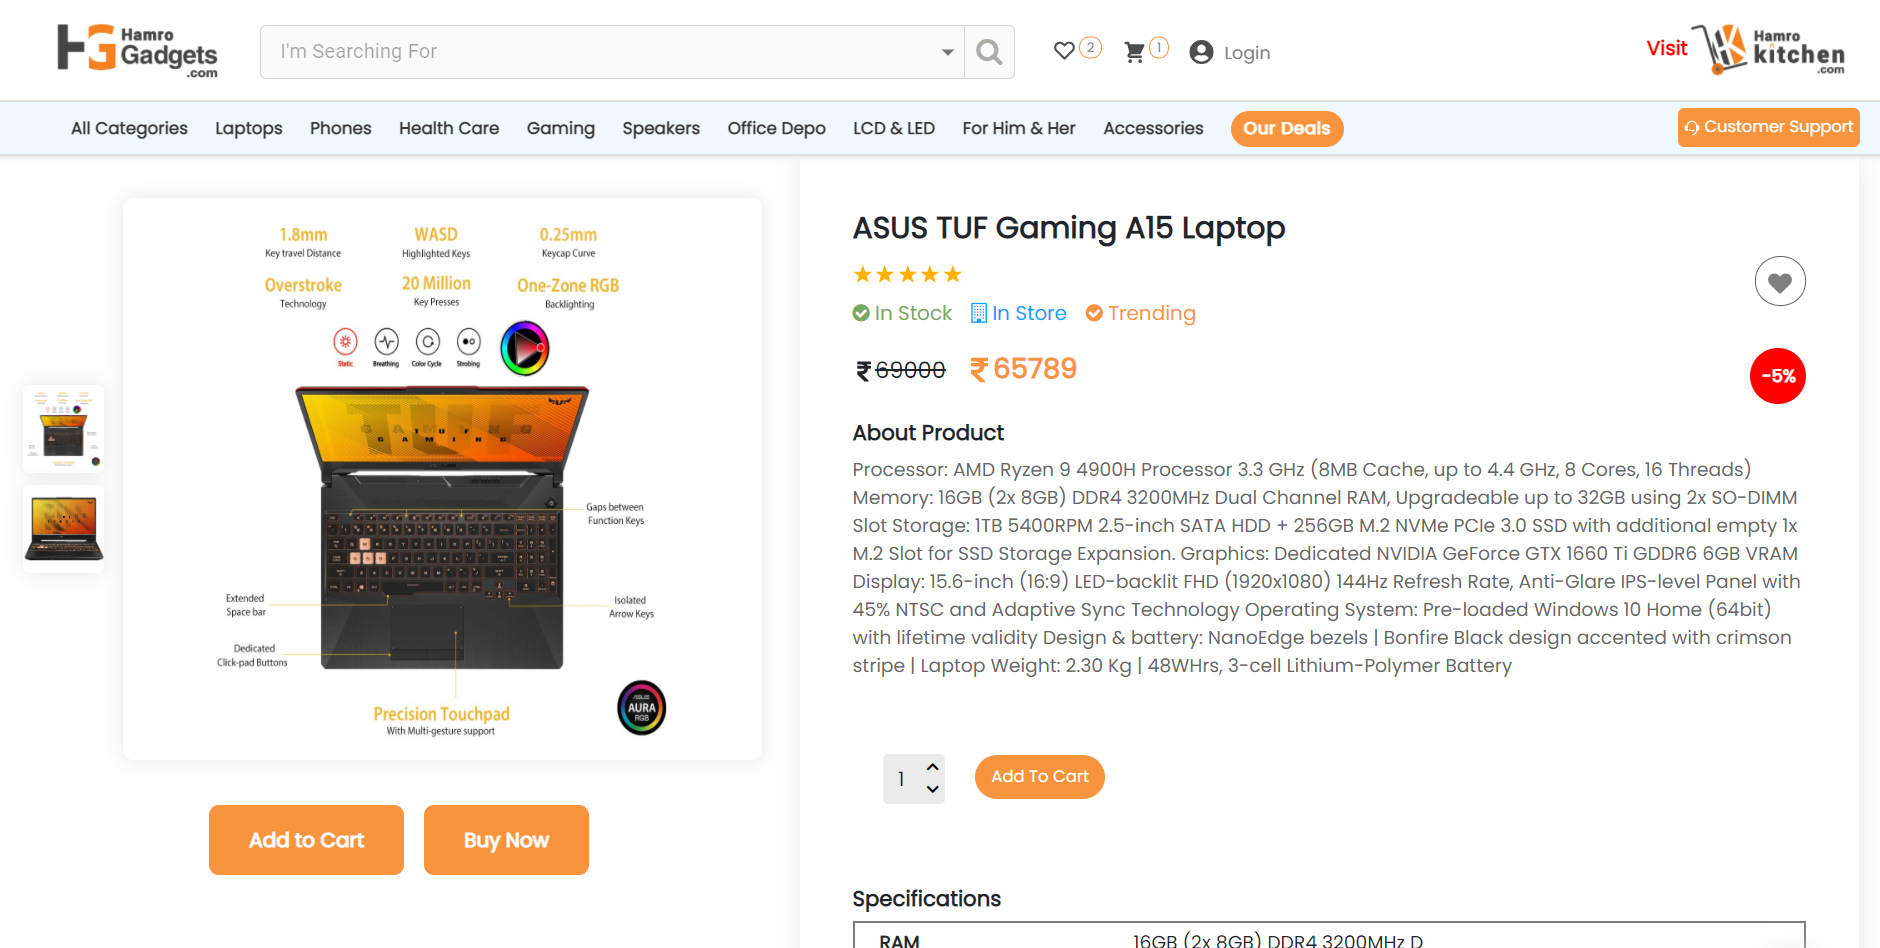 Hamro
Gadgets
.com
I'm Searching For
2
1
Login
Visit
Hamro
kitchen
.com
All Categories
Laptops
Phones
Health Care
Gaming
Speakers
Office Depo
LCD & LED
For Him & Her
Accessories
Our Deals
Customer Support
1.8mm
Key travel Distance
WASD
Highlighted Keys
0.25mm
Keycap Curve
Overstroke
Technology
20 Million
Key Presses
One-Zone RGB
Backlighting
Static
Breathing
Color Cycle
Strobing
TUF GAMING
Gaps between
Function Keys
Extended
Space bar
Isolated
Arrow Keys
Dedicated
Click-pad Buttons
Precision Touchpad
With Multi-gesture support
ASUS
AURA
RGB
Add to Cart
Buy Now
ASUS TUF Gaming A15 Laptop
In Stock
In Store
Trending
₹ 69000
₹ 65789
-5%
About Product
Processor: AMD Ryzen 9 4900H Processor 3.3 GHz (8MB Cache, up to 4.4 GHz, 8 Cores, 16 Threads)
Memory: 16GB (2x 8GB) DDR4 3200MHz Dual Channel RAM, Upgradeable up to 32GB using 2x SO-DIMM
Slot Storage: 1TB 5400RPM 2.5-inch SATA HDD + 256GB M.2 NVMe PCIe 3.0 SSD with additional empty 1x
M.2 Slot for SSD Storage Expansion. Graphics: Dedicated NVIDIA GeForce GTX 1660 Ti GDDR6 6GB VRAM
Display: 15.6-inch (16:9) LED-backlit FHD (1920x1080) 144Hz Refresh Rate, Anti-Glare IPS-level Panel with
45% NTSC and Adaptive Sync Technology Operating System: Pre-loaded Windows 10 Home (64bit)
with lifetime validity Design & battery: NanoEdge bezels | Bonfire Black design accented with crimson
stripe | Laptop Weight: 2.30 Kg | 48WHrs, 3-cell Lithium-Polymer Battery
1
Add To Cart
Specifications
RAM
16GB (2x 8GB) DDR4 3200MHz D